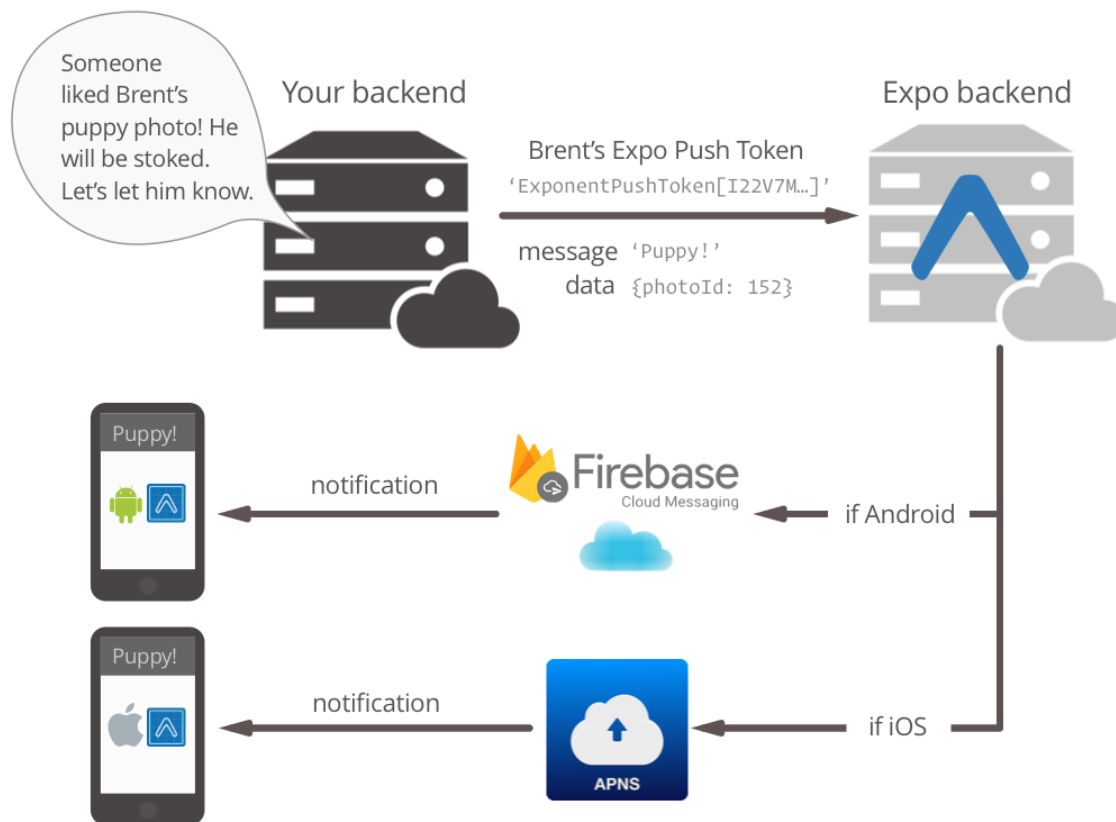 Someone
liked Brent’s
puppy photo! He
will be stoked.
Let’s let him know.
Your backend
Expo backend
Brent’s Expo Push Token
‘ExponentPushToken[I22V7M…]’
message ‘Puppy!’
data {photoId: 152}
Puppy!
notification
Firebase
Cloud Messaging
if Android
Puppy!
notification
APNS
if iOS